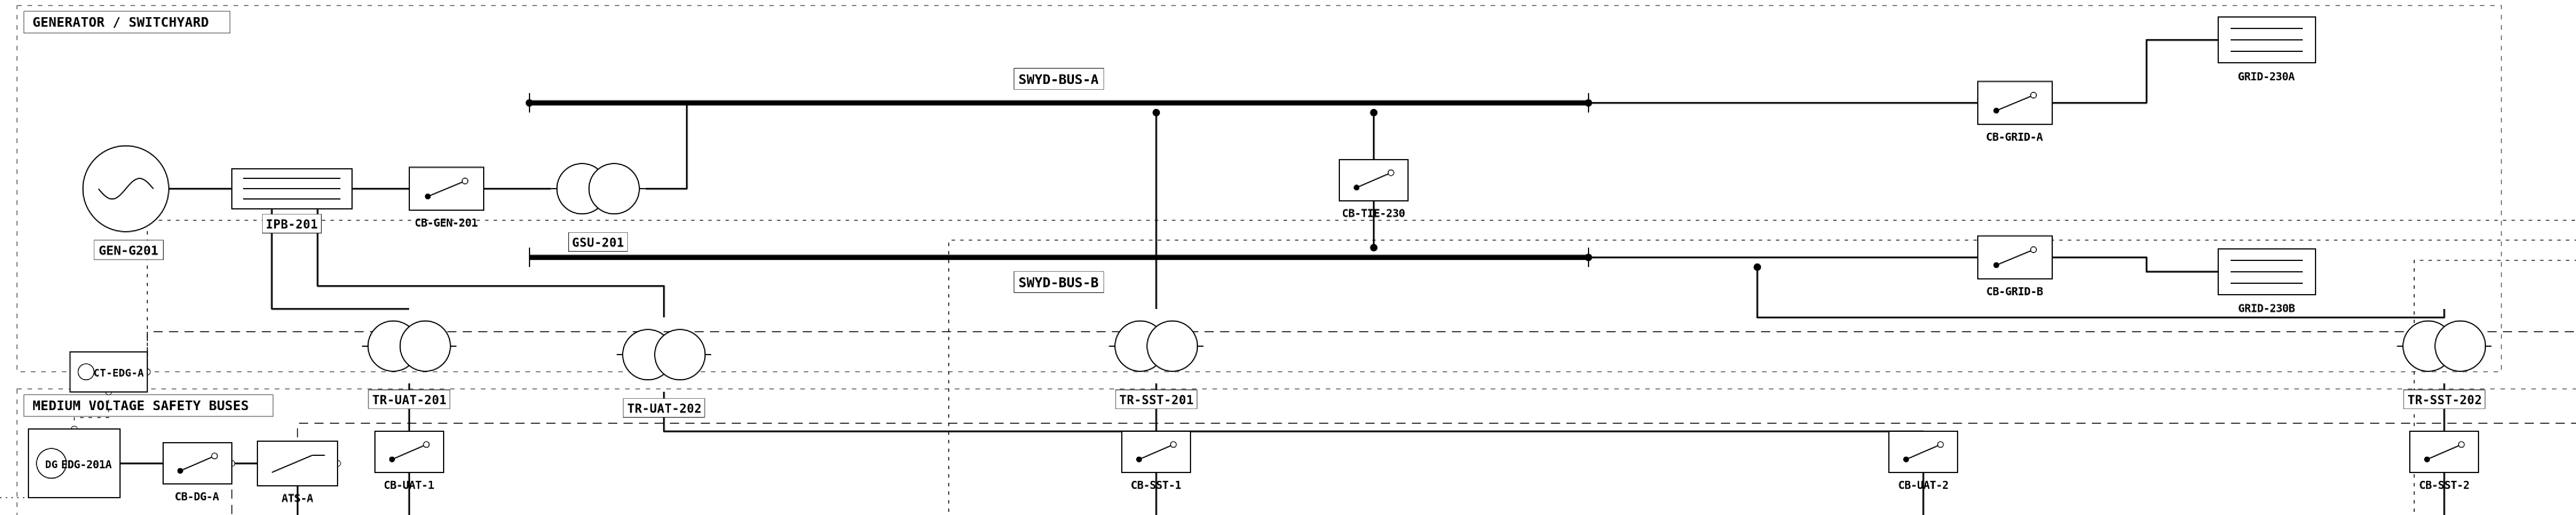 GENERATOR / SWITCHYARD
SWYD-BUS-A
GRID-230A
CB-GRID-A
CB-TIE-230
IPB-201
CB-GEN-201
GSU-201
GEN-G201
SWYD-BUS-B
CB-GRID-B
GRID-230B
CT-EDG-A
MEDIUM VOLTAGE SAFETY BUSES
TR-UAT-201
TR-UAT-202
TR-SST-201
TR-SST-202
DG EDG-201A
CB-DG-A
ATS-A
CB-UAT-1
CB-SST-1
CB-UAT-2
CB-SST-2